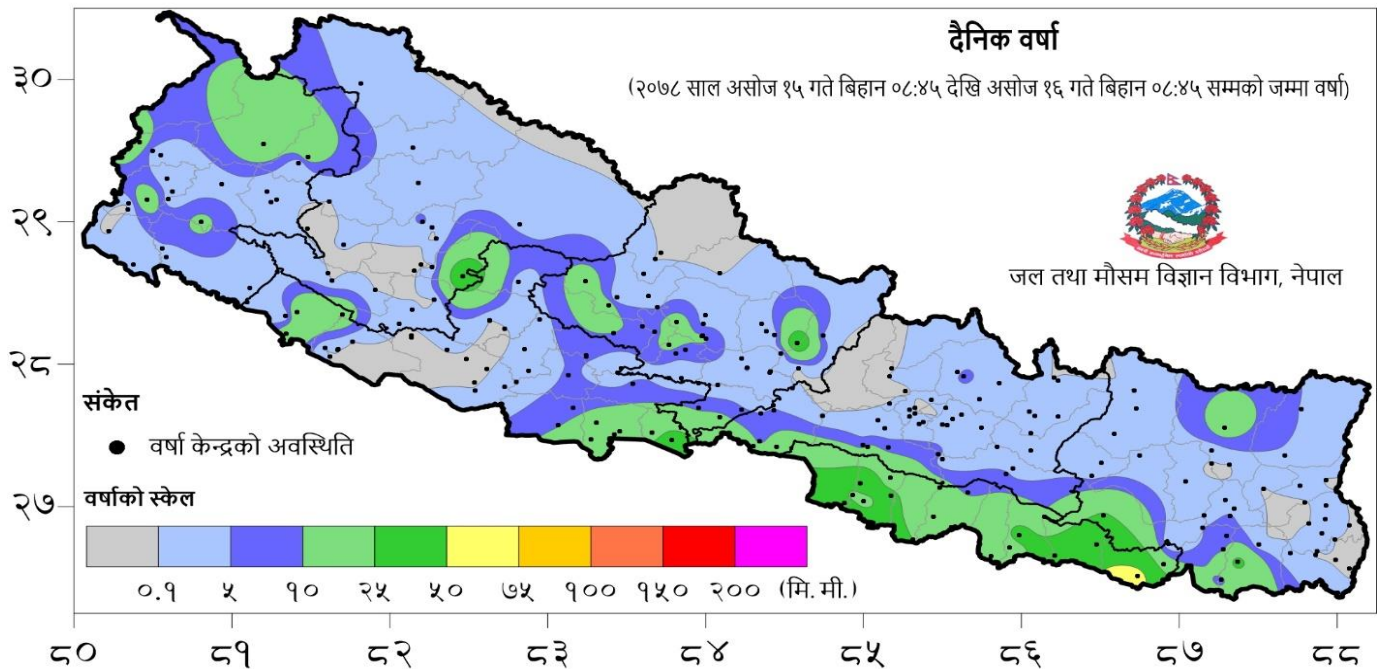 दैनिक वर्षा
(२०७८ साल असोज १५ गते बिहान ०८:४५ देखि असोज १६ गते बिहान ०८:४५ सम्मको जम्मा वर्षा)
३०
२९
२८
२७
जल तथा मौसम विज्ञान विभाग, नेपाल
संकेत
वर्षा केन्द्रको अवस्थिति
वर्षाको स्केल
०.१ ५ १० २५ ५० ७५ १०० १५० २०० (मि. मी.)
८० ८१ ८२ ८३ ८४ ८५ ८६ ८७ ८८